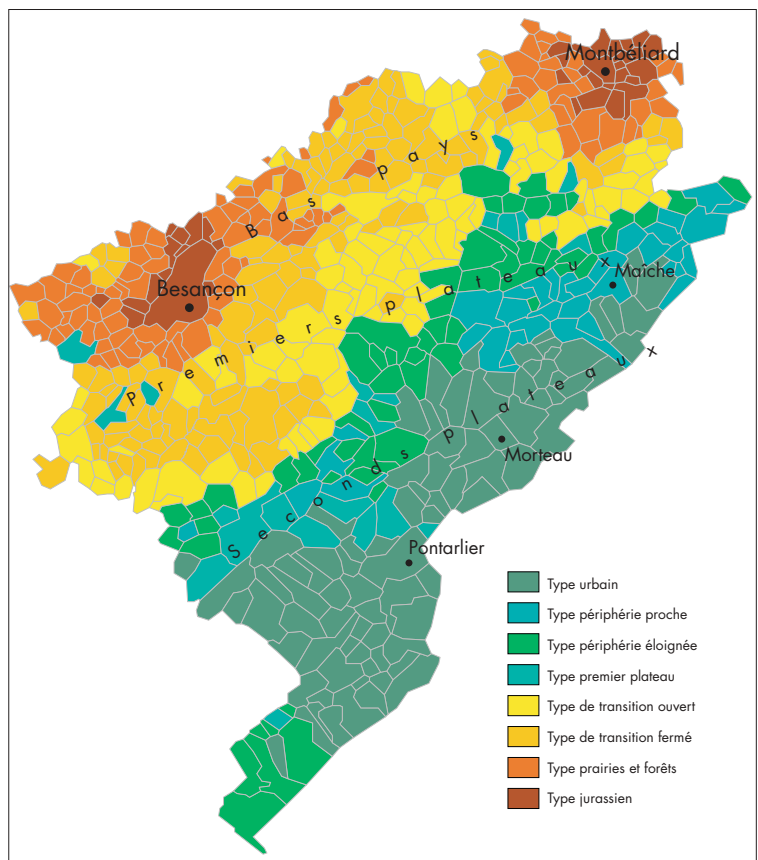 Montbéliard
Bas pays
Besançon
Premiers plateaux
Maîche
Seconds plateaux
Morteau
Pontarlier
Type urbain
Type périphérie proche
Type périphérie éloignée
Type premier plateau
Type de transition ouvert
Type de transition fermé
Type prairies et forêts
Type jurassien